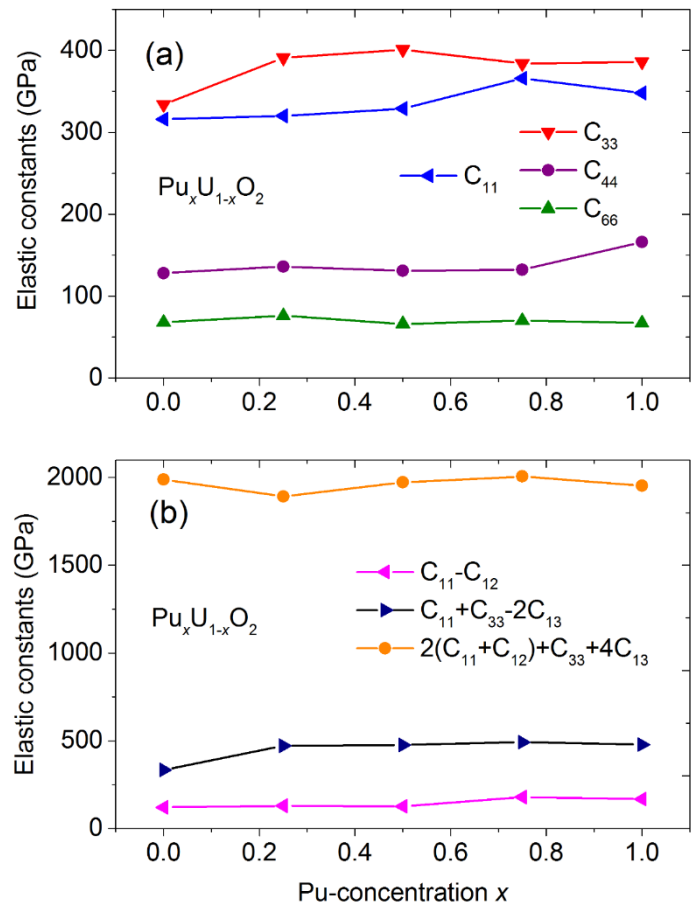 (a)
400
300
200
100
0
Elastic constants (GPa)
C₃₃
C₁₁
C₄₄
C₆₆
PuₓU₁₋ₓO₂
0.0 0.2 0.4 0.6 0.8 1.0
(b)
2000
1500
1000
500
0
Elastic constants (GPa)
C₁₁-C₁₂
C₁₁+C₃₃-2C₁₃
2(C₁₁+C₁₂)+C₃₃+4C₁₃
PuₓU₁₋ₓO₂
0.0 0.2 0.4 0.6 0.8 1.0
Pu-concentration x